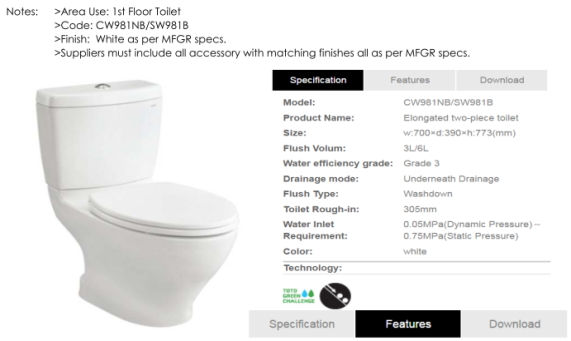 Notes: >Area Use: 1st Floor Toilet
>Code: CW981NB/SW981B
>Finish: White as per MFGR specs.
>Suppliers must include all accessory with matching finishes all as per MFGR specs.
Specification Features Download
Model: CW981NB/SW981B
Product Name: Elongated two-piece toilet
Size: w:700×d:390×h:773(mm)
Flush Volum: 3L/6L
Water efficiency grade: Grade 3
Drainage mode: Underneath Drainage
Flush Type: Washdown
Toilet Rough-in: 305mm
Water Inlet 0.05MPa(Dynamic Pressure) --
Requirement: 0.75MPa(Static Pressure)
Color: white
Technology:
TOTO
GREEN
CHALLENGE
Specification Features Download